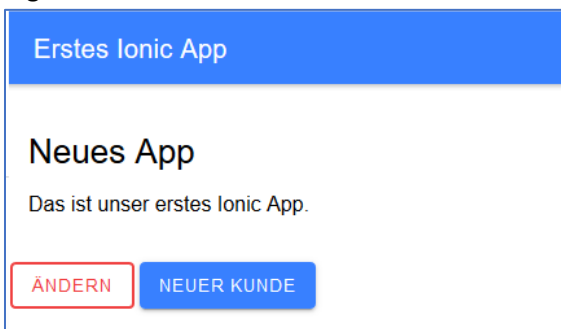 Erstes Ionic App
Neues App
Das ist unser erstes Ionic App.
ÄNDERN NEUER KUNDE